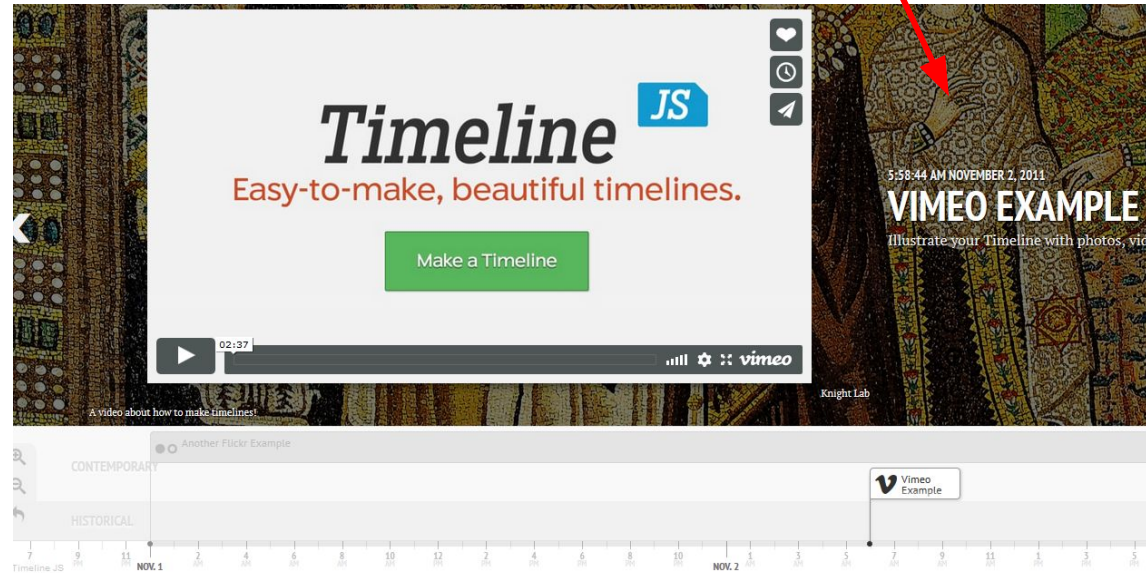 Timeline JS
Easy-to-make, beautiful timelines.
Make a Timeline
02:37
vimeo
5:58:44 AM NOVEMBER 2, 2011
VIMEO EXAMPLE
Illustrate your Timeline with photos,
Knight Lab
A video about how to make timelines!
Another Flickr Example
CONTEMPORARY
Vimeo
Example
HISTORICAL
7 9 11 2 4 6 8 10 12 2 4 6 8 10 1 3 5 7 9 11 1 3 5
Timeline JS NOV. 1 NOV. 2